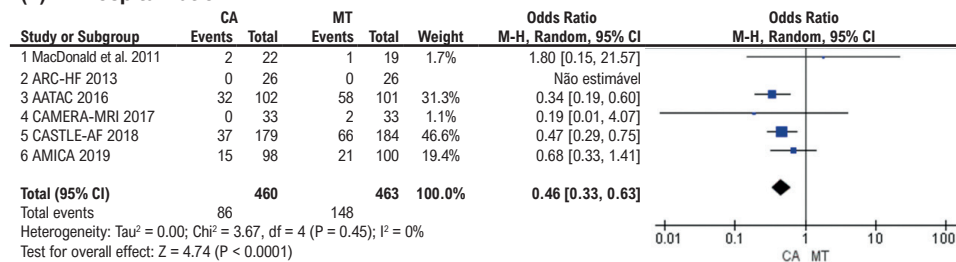 CA MT Odds Ratio Odds Ratio
Study or Subgroup Events Total Events Total Weight M-H, Random, 95% CI M-H, Random, 95% CI
1 MacDonald et al. 2011 2 22 1 19 1.7% 1.80 [0.15, 21.57]
2 ARC-HF 2013 0 26 0 26 Não estimável
3 AATAC 2016 32 102 58 101 31.3% 0.34 [0.19, 0.60]
4 CAMERA-MRI 2017 0 33 2 33 1.1% 0.19 [0.01, 4.07]
5 CASTLE-AF 2018 37 179 66 184 46.6% 0.47 [0.29, 0.75]
6 AMICA 2019 15 98 21 100 19.4% 0.68 [0.33, 1.41]
Total (95% CI) 460 463 100.0% 0.46 [0.33, 0.63]
Total events 86 148
Heterogeneity: Tau² = 0.00; Chi² = 3.67, df = 4 (P = 0.45); I² = 0%
Test for overall effect: Z = 4.74 (P < 0.0001)
0.01 0.1 1 10 100
CA MT